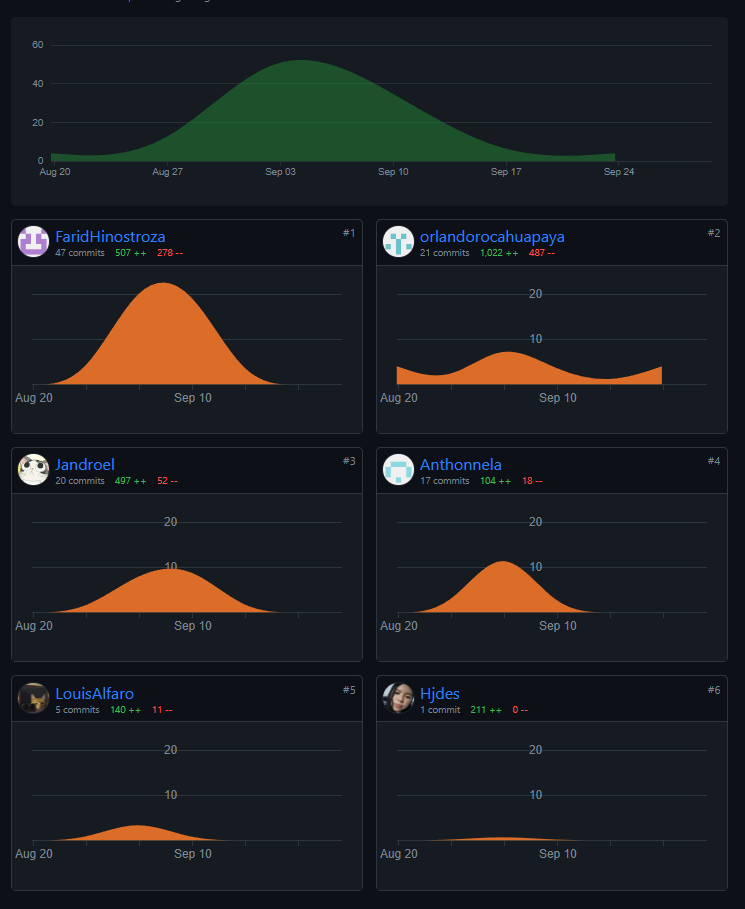 60
40
20
0
Aug 20 Aug 27 Sep 03 Sep 10 Sep 17 Sep 24
FaridHinostroza #1
47 commits 507 ++ 278 --
Aug 20 Sep 10
orlandorocahuapaya #2
21 commits 1,022 ++ 487 --
20
10
Aug 20 Sep 10
Jandroel #3
20 commits 497 ++ 52 --
20
10
Aug 20 Sep 10
Anthonnela #4
17 commits 104 ++ 18 --
20
10
Aug 20 Sep 10
LouisAlfaro #5
5 commits 140 ++ 11 --
20
10
Aug 20 Sep 10
Hjdes #6
1 commit 211 ++ 0 --
20
10
Aug 20 Sep 10